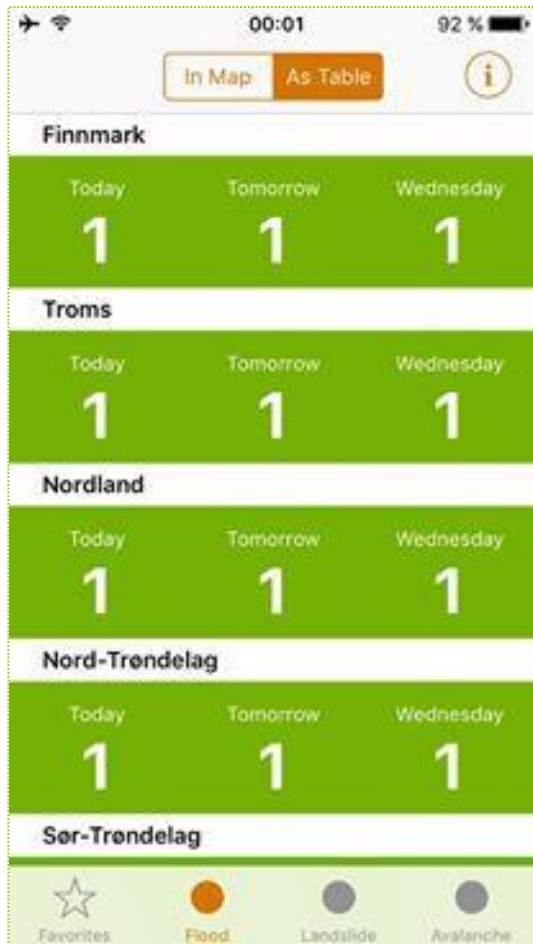 00:01 92 %
In Map As Table i
Finnmark
Today Tomorrow Wednesday
1 1 1
Troms
Today Tomorrow Wednesday
1 1 1
Nordland
Today Tomorrow Wednesday
1 1 1
Nord-Trøndelag
Today Tomorrow Wednesday
1 1 1
Sør-Trøndelag
Favorites Flood Landslide Avalanche